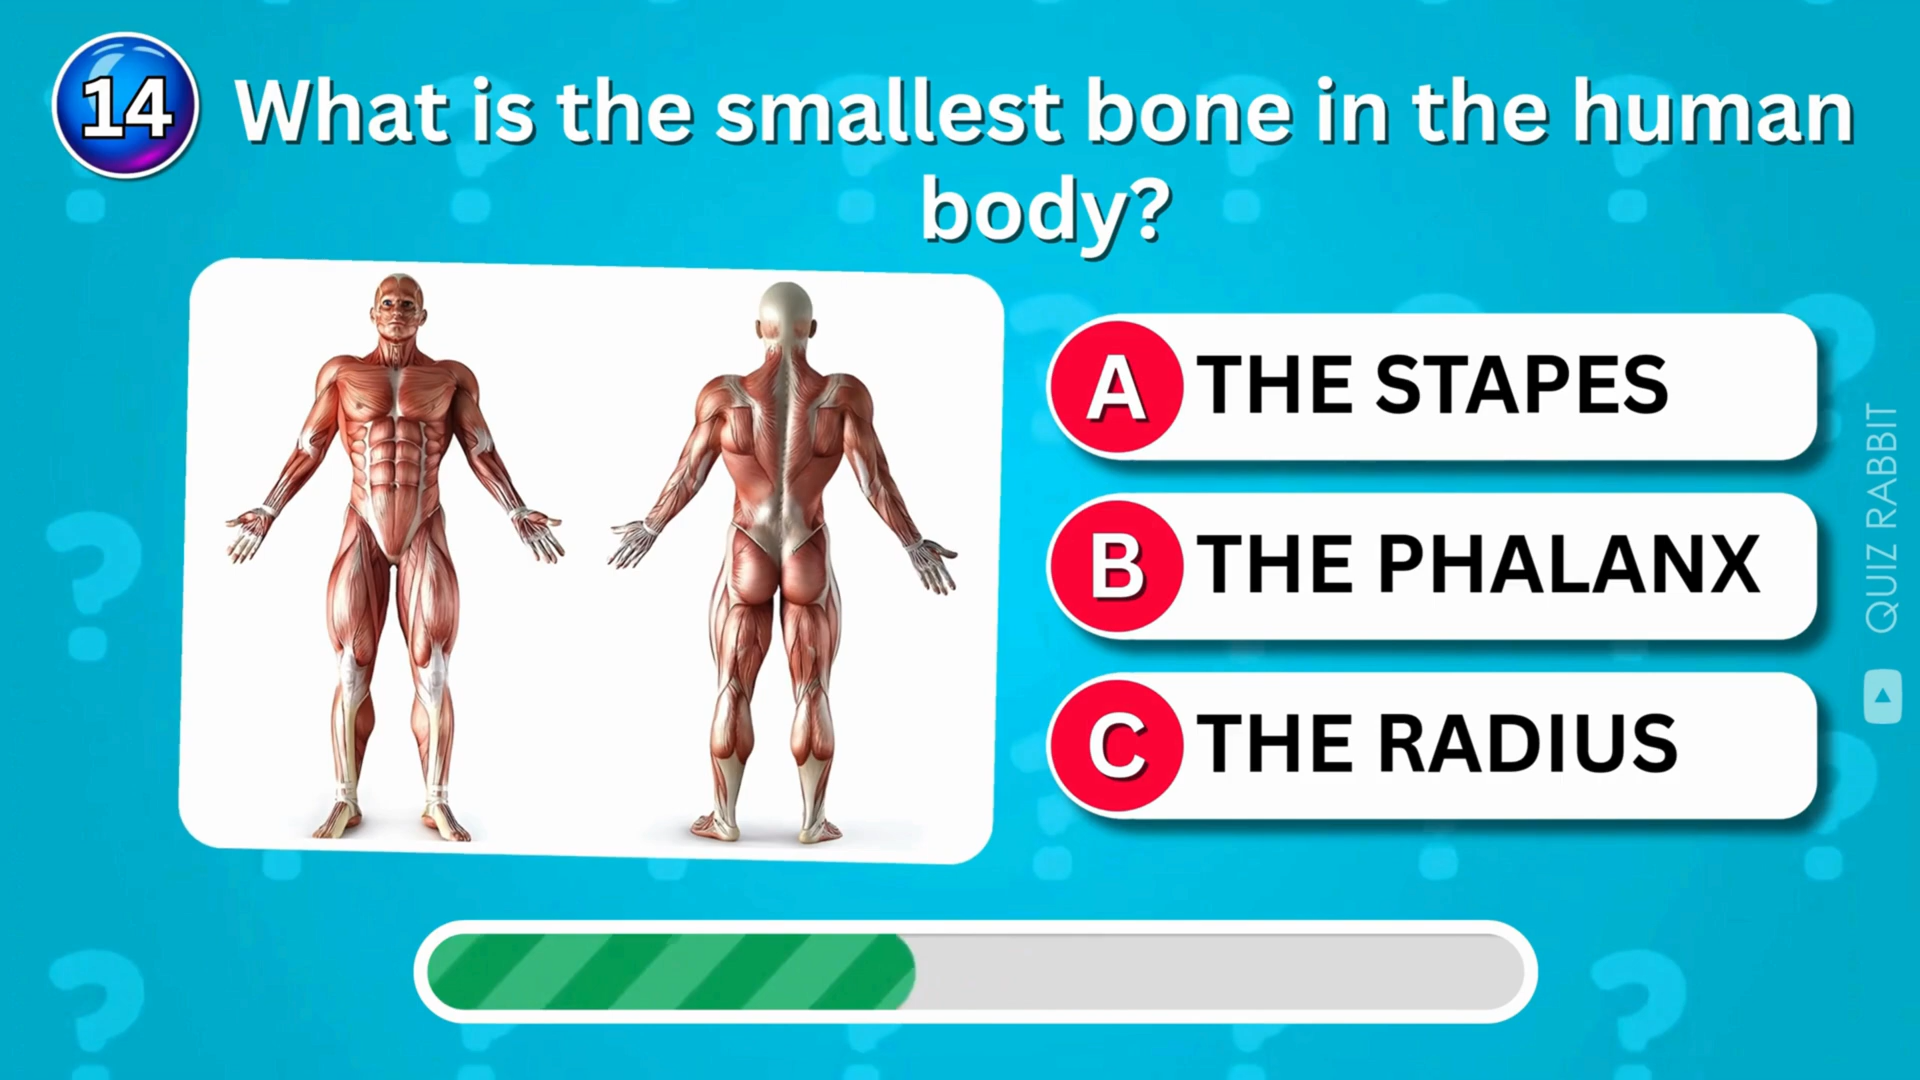 14
What is the smallest bone in the human
body?
A THE STAPES
B THE PHALANX
C THE RADIUS
QUIZ RABBIT